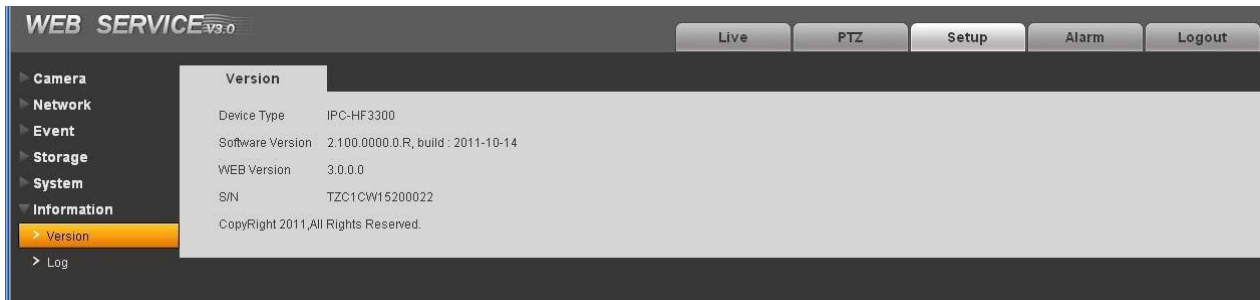 WEB SERVICE V3.0
Live
PTZ
Setup
Alarm
Logout
Camera
Network
Event
Storage
System
Information
> Version
> Log
Version
Device Type IPC-HF3300
Software Version 2.100.0000.0.R, build : 2011-10-14
WEB Version 3.0.0.0
S/N TZC1CW15200022
CopyRight 2011,All Rights Reserved.